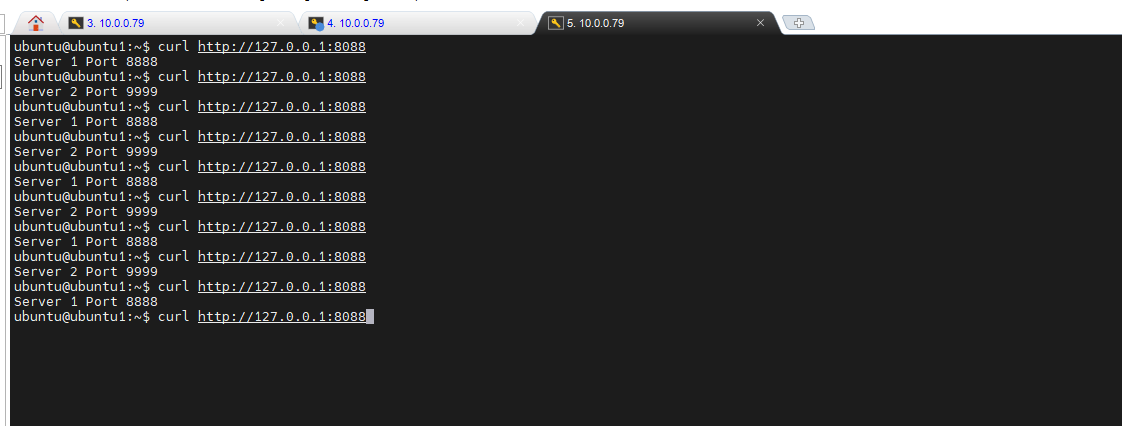 3. 10.0.0.79
4. 10.0.0.79
5. 10.0.0.79
ubuntu@ubuntu1:~$ curl http://127.0.0.1:8088
Server 1 Port 8888
ubuntu@ubuntu1:~$ curl http://127.0.0.1:8088
Server 2 Port 9999
ubuntu@ubuntu1:~$ curl http://127.0.0.1:8088
Server 1 Port 8888
ubuntu@ubuntu1:~$ curl http://127.0.0.1:8088
Server 2 Port 9999
ubuntu@ubuntu1:~$ curl http://127.0.0.1:8088
Server 1 Port 8888
ubuntu@ubuntu1:~$ curl http://127.0.0.1:8088
Server 2 Port 9999
ubuntu@ubuntu1:~$ curl http://127.0.0.1:8088
Server 1 Port 8888
ubuntu@ubuntu1:~$ curl http://127.0.0.1:8088
Server 2 Port 9999
ubuntu@ubuntu1:~$ curl http://127.0.0.1:8088
Server 1 Port 8888
ubuntu@ubuntu1:~$ curl http://127.0.0.1:8088